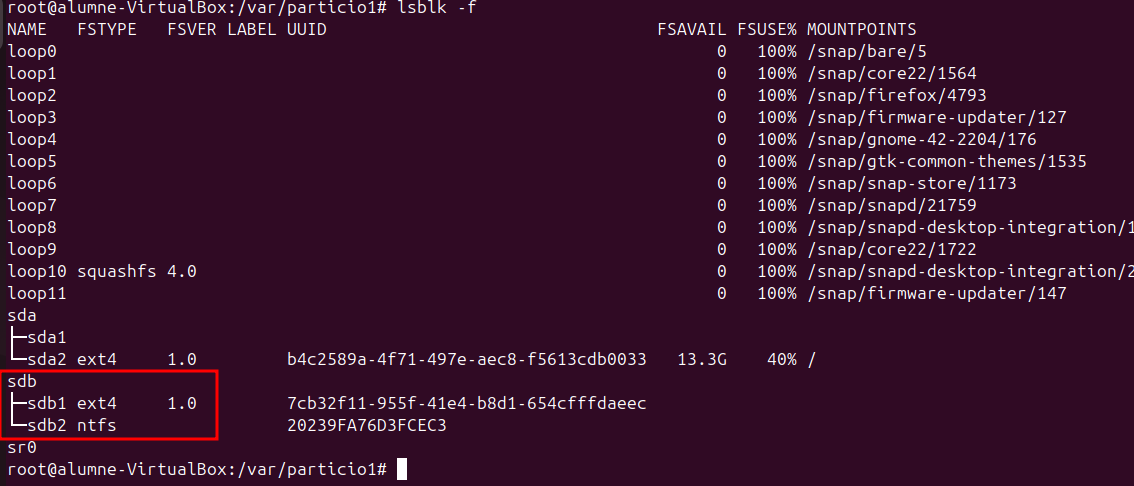 root@alumne-VirtualBox:/var/particio1# lsblk -f
NAME   FSTYPE   FSVER LABEL UUID                                 FSAVAIL FSUSE% MOUNTPOINTS
loop0                                                                  0   100% /snap/bare/5
loop1                                                                  0   100% /snap/core22/1564
loop2                                                                  0   100% /snap/firefox/4793
loop3                                                                  0   100% /snap/firmware-updater/127
loop4                                                                  0   100% /snap/gnome-42-2204/176
loop5                                                                  0   100% /snap/gtk-common-themes/1535
loop6                                                                  0   100% /snap/snap-store/1173
loop7                                                                  0   100% /snap/snapd/21759
loop8                                                                  0   100% /snap/snapd-desktop-integration/1
loop9                                                                  0   100% /snap/core22/1722
loop10 squashfs 4.0                                                    0   100% /snap/snapd-desktop-integration/2
loop11                                                                 0   100% /snap/firmware-updater/147
sda
├─sda1
└─sda2 ext4     1.0         b4c2589a-4f71-497e-aec8-f5613cdb0033   13.3G    40% /
sdb
├─sdb1 ext4     1.0         7cb32f11-955f-41e4-b8d1-654cfffdaeec
└─sdb2 ntfs                 20239FA76D3FCEC3
sr0
root@alumne-VirtualBox:/var/particio1#